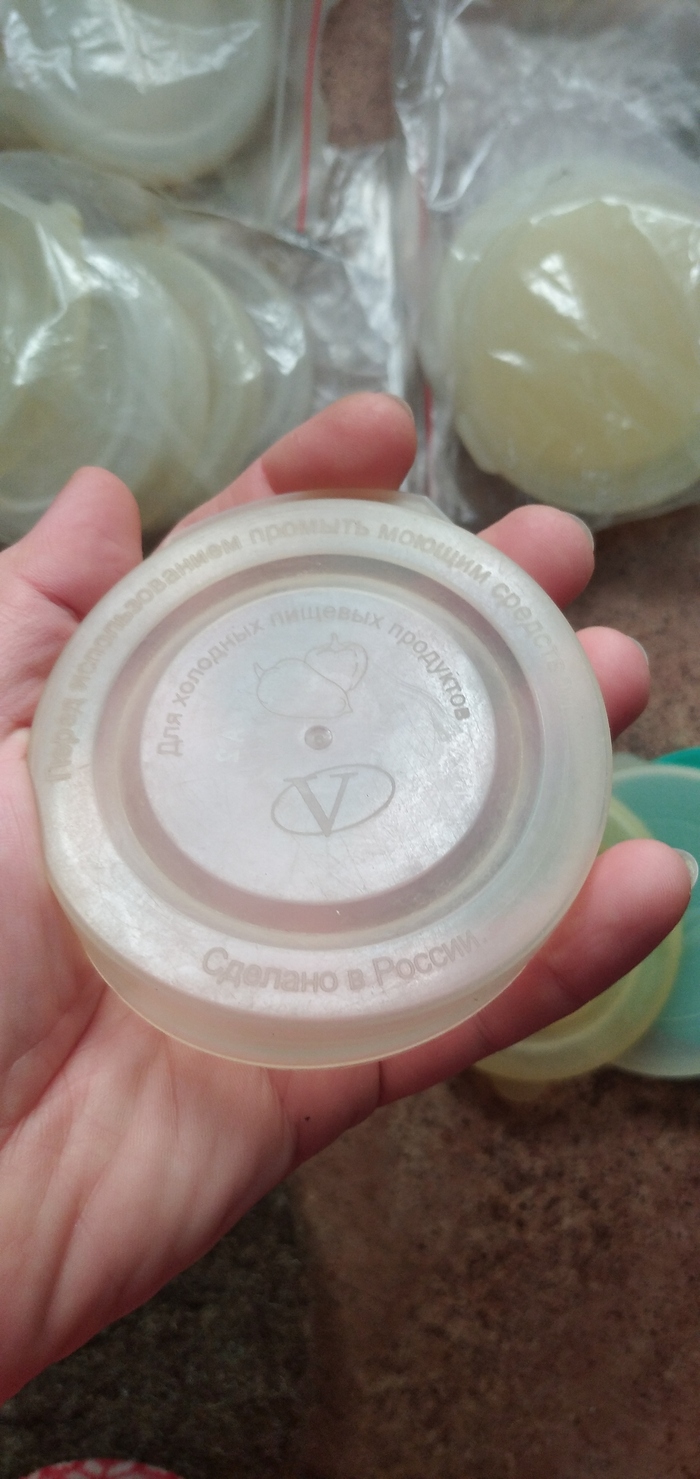 Перед использованием промыть моющим средств
Для холодных пищевых продуктов
V
Сделано в России.